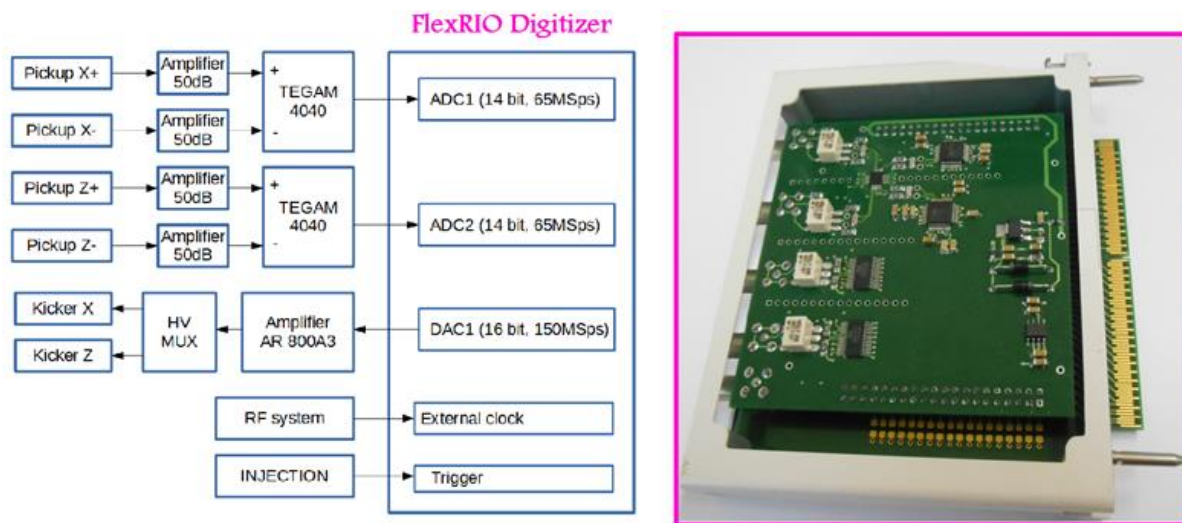 FlexRIO Digitizer
Pickup X+
Amplifier
50dB
Pickup X-
Amplifier
50dB
+
TEGAM
4040
-
ADC1 (14 bit, 65MSps)
Pickup Z+
Amplifier
50dB
Pickup Z-
Amplifier
50dB
+
TEGAM
4040
-
ADC2 (14 bit, 65MSps)
Kicker X
Kicker Z
HV
MUX
Amplifier
AR 800A3
DAC1 (16 bit, 150MSps)
RF system
External clock
INJECTION
Trigger